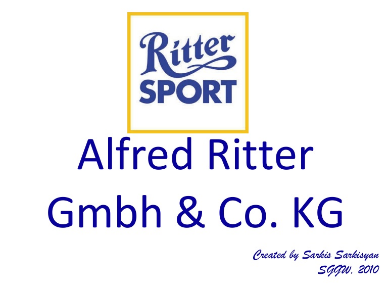 Ritter
SPORT
Alfred Ritter
Gmbh & Co. KG
Created by Sarkis Sarkisyan
SGGW, 2010